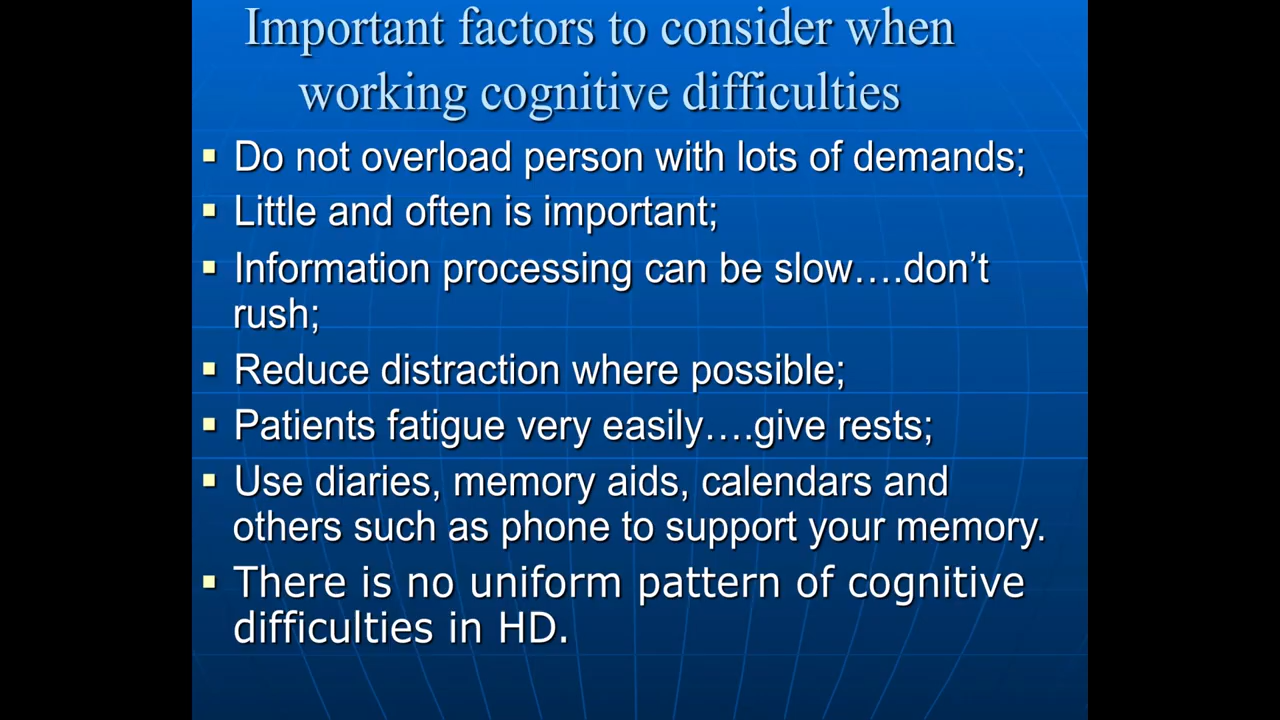 Important factors to consider when
working cognitive difficulties
▪ Do not overload person with lots of demands;
▪ Little and often is important;
▪ Information processing can be slow….don’t
rush;
▪ Reduce distraction where possible;
▪ Patients fatigue very easily….give rests;
▪ Use diaries, memory aids, calendars and
others such as phone to support your memory.
▪ There is no uniform pattern of cognitive
difficulties in HD.